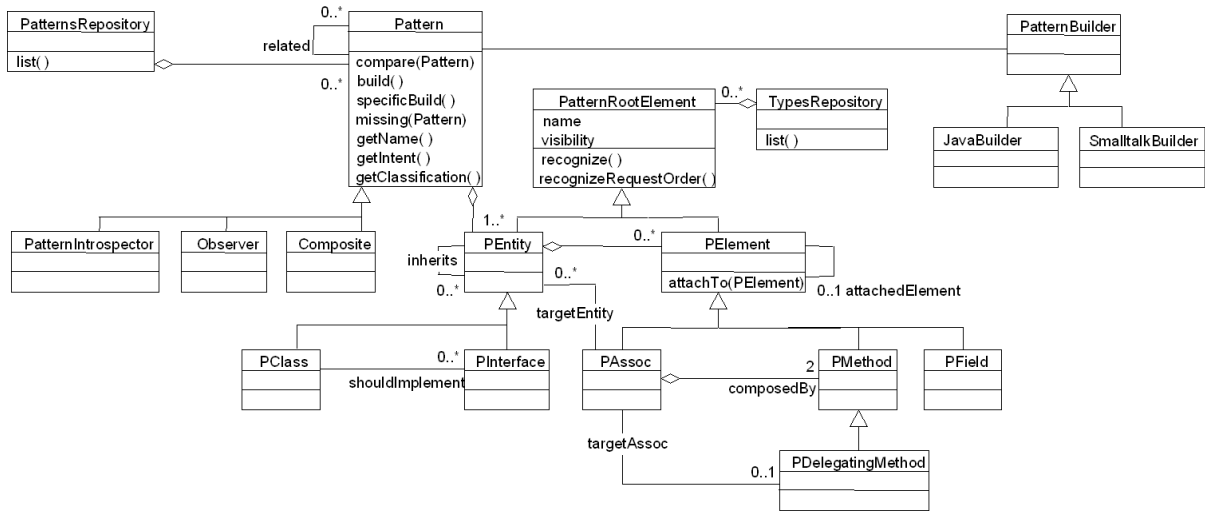 PatternsRepository
list( )
0..*
related
0..*
Pattern
compare(Pattern)
build( )
specificBuild( )
missing(Pattern)
getName( )
getIntent( )
getClassification( )
PatternBuilder
JavaBuilder
SmalltalkBuilder
PatternRootElement
name
visibility
recognize( )
recognizeRequestOrder( )
0..*
TypesRepository
list( )
PatternIntrospector
Observer
Composite
1..*
PEntity
inherits
0..*
0..*
0..*
PElement
attachTo(PElement)
0..1 attachedElement
targetEntity
PClass
0..*
shouldImplement
PInterface
PAssoc
2
composedBy
PMethod
PField
targetAssoc
0..1
PDelegatingMethod